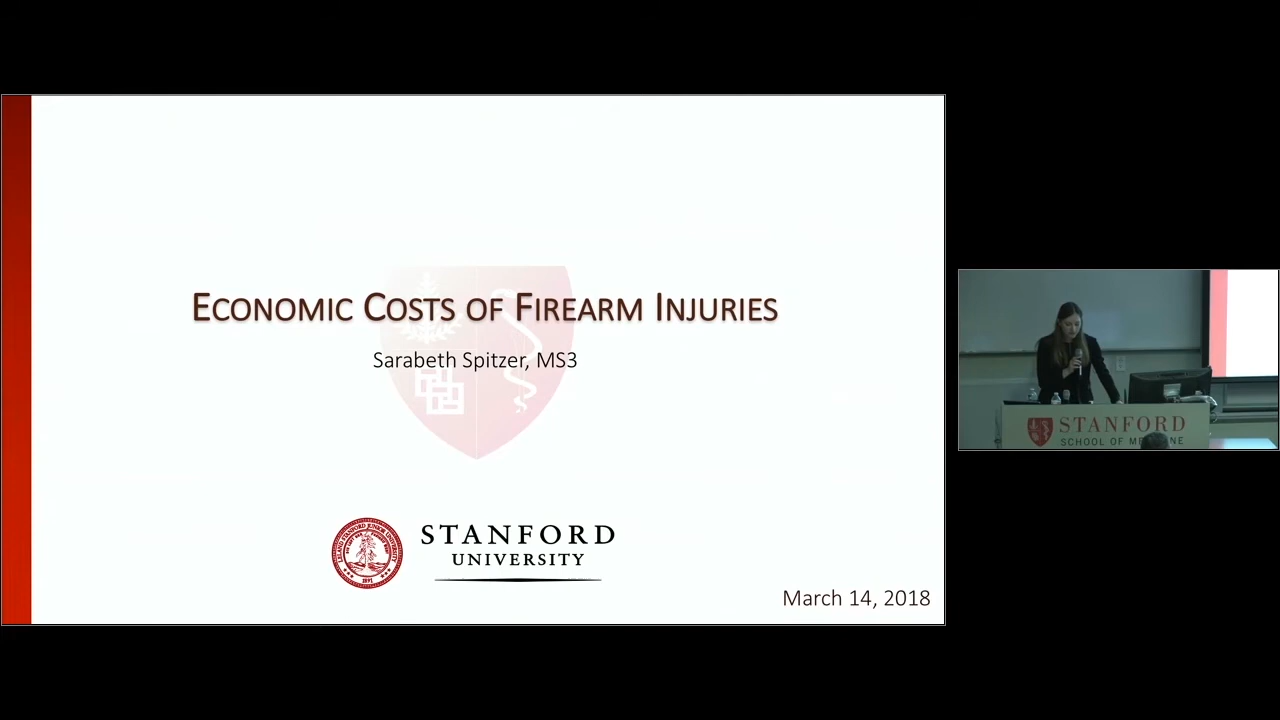 ECONOMIC COSTS OF FIREARM INJURIES
Sarabeth Spitzer, MS3
STANFORD
UNIVERSITY
March 14, 2018
STANFORD
SCHOOL OF MEDICINE